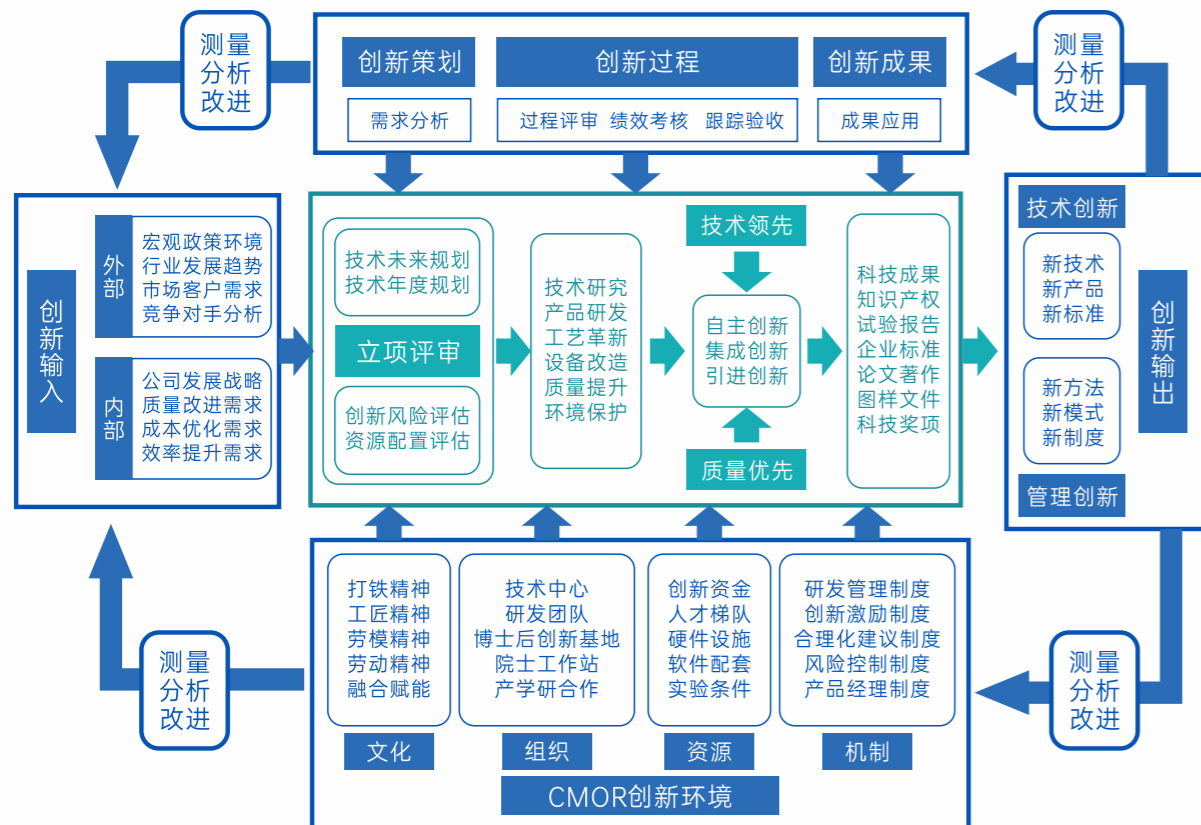 测量
分析
改进
创新策划
创新过程
创新成果
需求分析
过程评审 绩效考核 跟踪验收
成果应用
测量
分析
改进
创新输入
外部
宏观政策环境
行业发展趋势
市场客户需求
竞争对手分析
内部
公司发展战略
质量改进需求
成本优化需求
效率提升需求
技术未来规划
技术年度规划
立项评审
创新风险评估
资源配置评估
技术研究
产品研发
工艺革新
设备改造
质量提升
环境保护
技术领先
自主创新
集成创新
引进创新
质量优先
科技成果
知识产权
试验报告
企业标准
论文著作
图样文件
科技奖项
技术创新
新技术
新产品
新标准
新方法
新模式
新制度
管理创新
创新输出
测量
分析
改进
打铁精神
工匠精神
劳模精神
劳动精神
融合赋能
文化
技术中心
研发团队
博士后创新基地
院士工作站
产学研合作
组织
创新资金
人才梯队
硬件设施
软件配套
实验条件
资源
研发管理制度
创新激励制度
合理化建议制度
风险控制制度
产品经理制度
机制
CMOR创新环境
测量
分析
改进